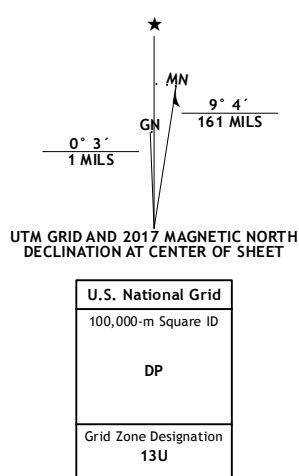 ★
MN
9° 4´
161 MILS
GN
0° 3´
1 MILS
UTM GRID AND 2017 MAGNETIC NORTH
DECLINATION AT CENTER OF SHEET
U.S. National Grid
100,000-m Square ID
DP
Grid Zone Designation
13U